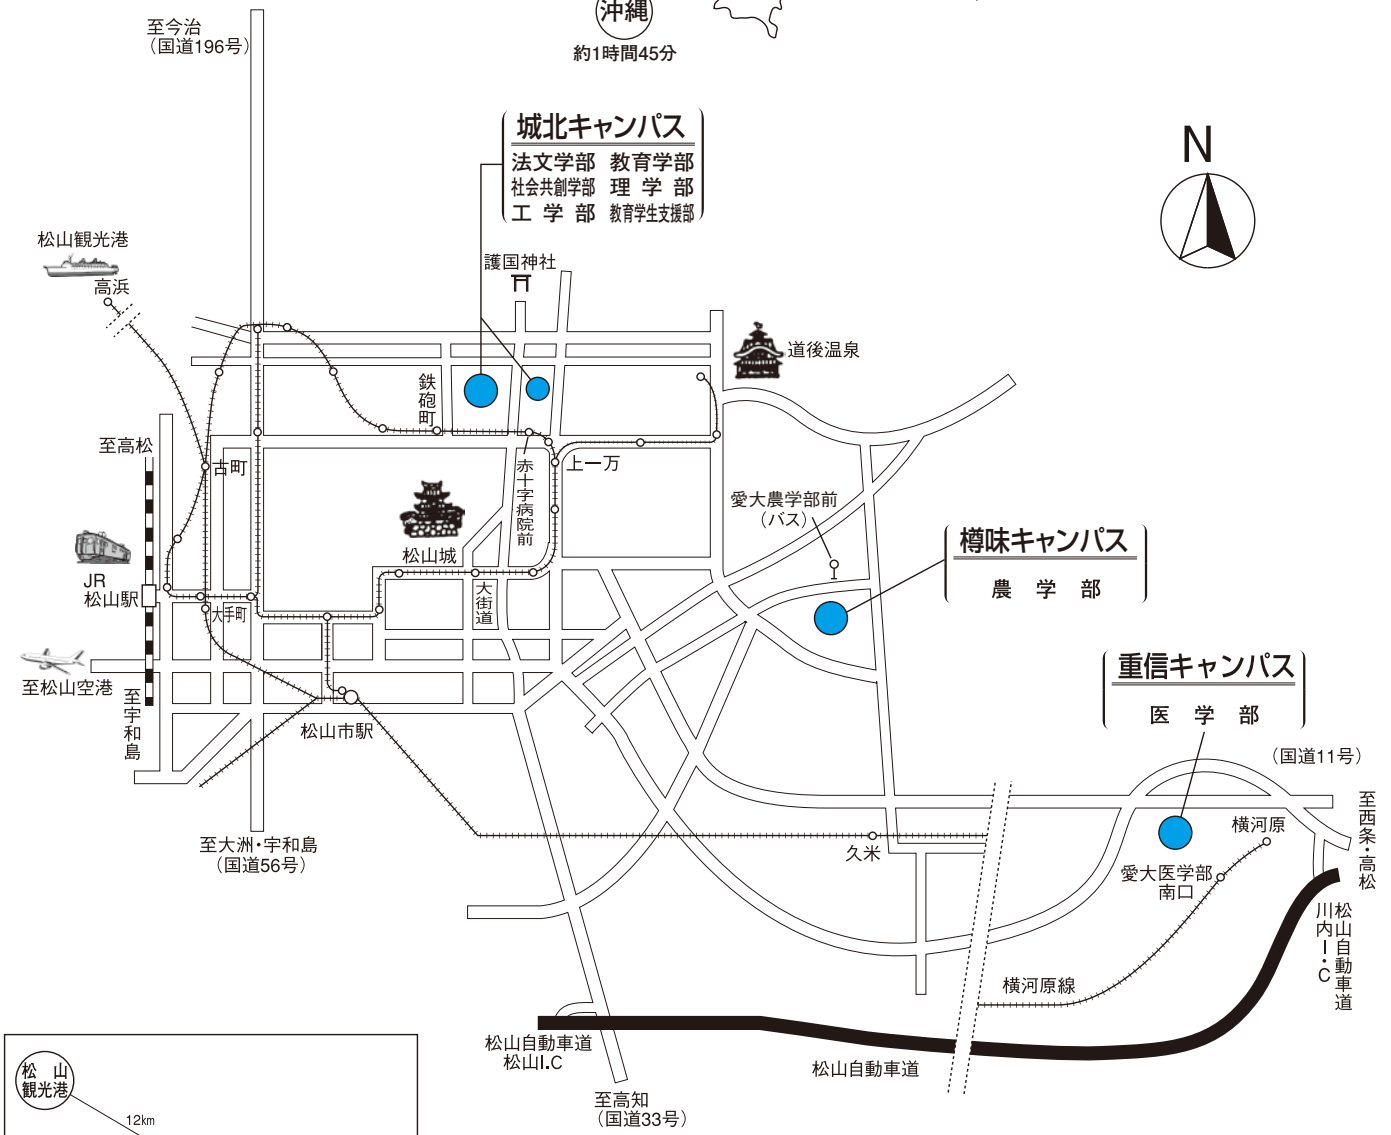 沖縄
約1時間45分
至今治
(国道196号)
城北キャンパス
法文学部 教育学部
社会共創学部 理学部
工学部 教育学生支援部
N
松山観光港
高浜
護国神社
道後温泉
鉄砲町
至高松
古町
赤十字病院前
上一万
愛大農学部前
(バス)
樽味キャンパス
農学部
松山城
JR
松山駅
大手町
大街道
至松山空港
至宇和島
松山市駅
重信キャンパス
医学部
(国道11号)
至西条・高松
至大洲・宇和島
(国道56号)
久米
横河原
愛大医学部
南口
松山自動車道
川内I・C
横河原線
松山自動車道
松山I.C
松山自動車道
至高知
(国道33号)
松山
観光港
12km